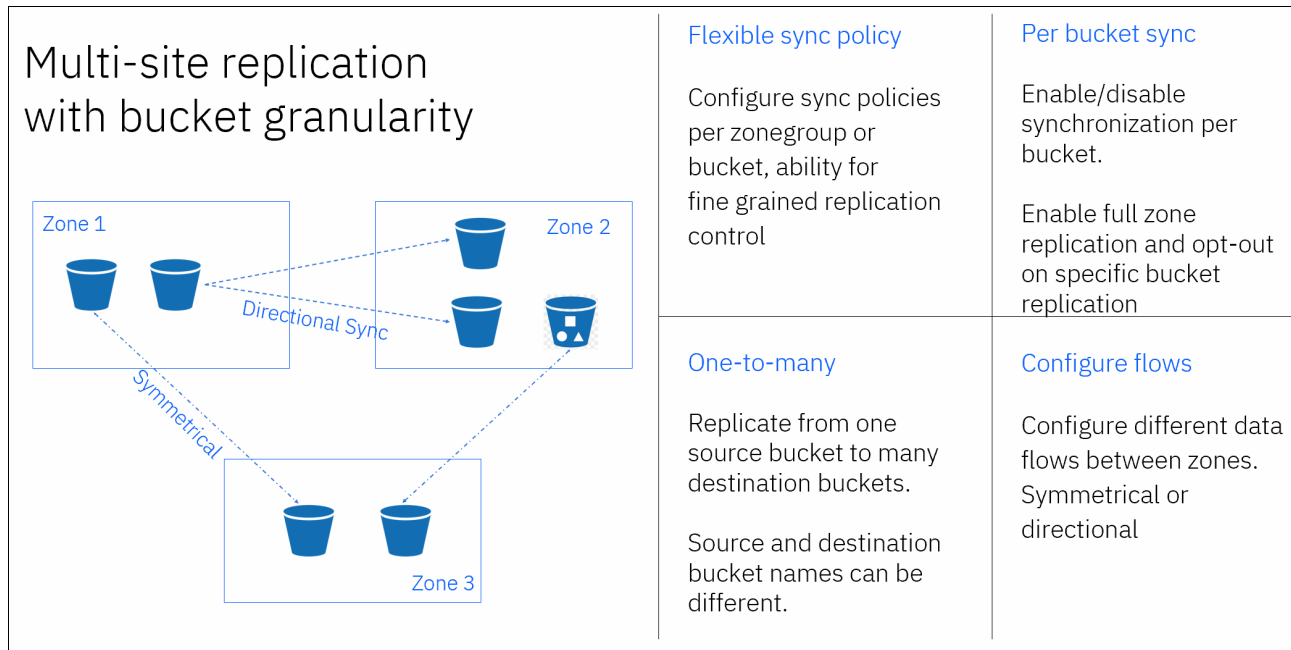 Multi-site replication
with bucket granularity
Zone 1
Zone 2
Directional Sync
Symmetrical
Zone 3
Flexible sync policy
Configure sync policies
per zonegroup or
bucket, ability for
fine grained replication
control
Per bucket sync
Enable/disable
synchronization per
bucket.
Enable full zone
replication and opt-out
on specific bucket
replication
One-to-many
Replicate from one
source bucket to many
destination buckets.
Source and destination
bucket names can be
different.
Configure flows
Configure different data
flows between zones.
Symmetrical or
directional